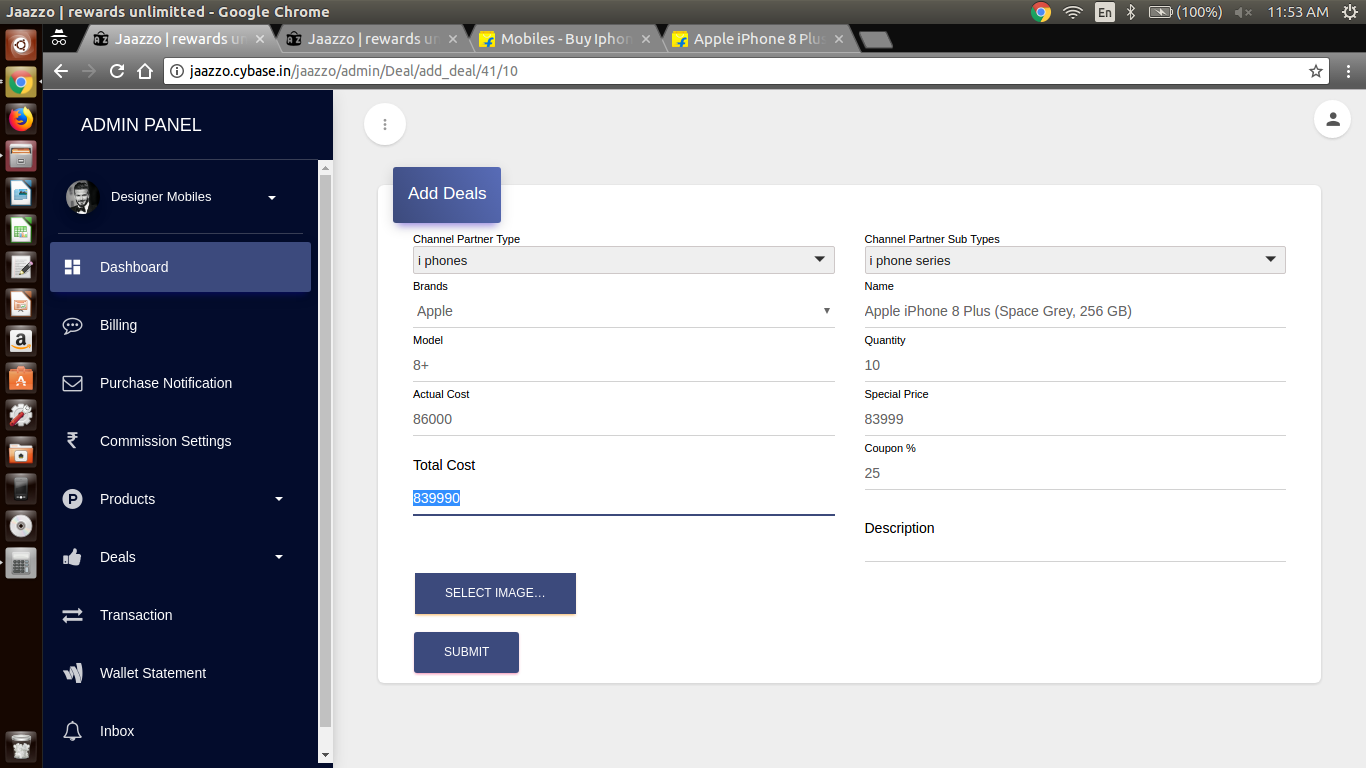 Jaazzo | rewards unlimitted - Google Chrome
En
(100%)
11:53 AM
Jaazzo | rewards un
Jaazzo | rewards unl
Mobiles - Buy Iphon
Apple iPhone 8 Plus
jaazzo.cybase.in/jaazzo/admin/Deal/add_deal/41/10
ADMIN PANEL
Designer Mobiles
Dashboard
Billing
Purchase Notification
Commission Settings
Products
Deals
Transaction
Wallet Statement
Inbox
Add Deals
Channel Partner Type
i phones
Channel Partner Sub Types
i phone series
Brands
Apple
Name
Apple iPhone 8 Plus (Space Grey, 256 GB)
Model
8+
Quantity
10
Actual Cost
86000
Special Price
83999
Coupon %
25
Total Cost
839990
Description
SELECT IMAGE...
SUBMIT